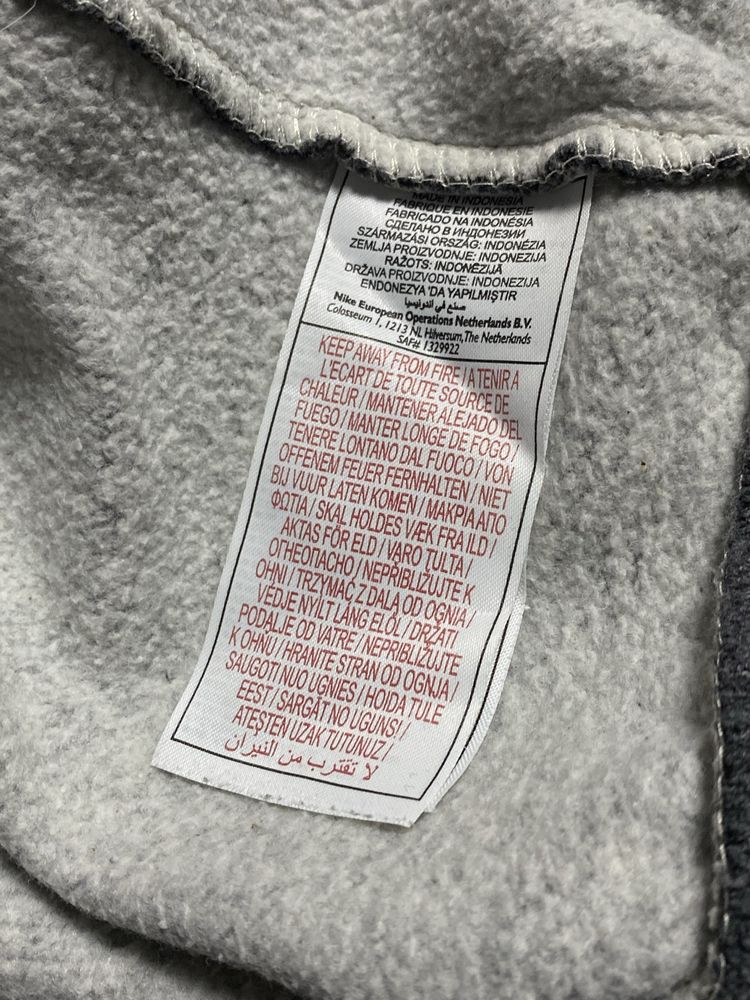 MADE IN INDONESIA
FABRIQUE EN INDONESIE
FABRICADO NA INDONÉSIA
СДЕЛАНО В ИНДОНЕЗИИ
SZÁRMAZÁSI ORSZÁG: INDONÉZIA
ZEMLJA PROIZVODNJE: INDONEZIJA
RAŽOTS: INDONĒZIJĀ
DRŽAVA PROIZVODNJE: INDONEZIJA
ENDONEZYA 'DA YAPILMIŞTIR
صنع في أندونيسيا
Nike European Operations Netherlands B.V.
Colosseum 1, 1213 NL Hilversum, The Netherlands
SAF# 1329922
KEEP AWAY FROM FIRE / A TENIR A
L'ECART DE TOUTE SOURCE DE
CHALEUR / MANTENER ALEJADO DEL
FUEGO / MANTER LONGE DE FOGO /
TENERE LONTANO DAL FUOCO / VON
OFFENEM FEUER FERNHALTEN / NIET
BIJ VUUR LATEN KOMEN / ΜΑΚΡΙΑ ΑΠΟ
ΦΩΤΙΑ / SKAL HOLDES VÆK FRA ILD /
AKTAS FÖR ELD / VARO TULTA /
ОГНЕОПАСНО / NEPŘIBLIŽUJTE K
OHNI / TRZYMAĆ Z DALA OD OGNIA /
VÉDJE NYÍLT LÁNG ELŐL / DRŽATI
PODALJE OD VATRE / NEPRIBLIŽUJTE
K OHŇU / HRANITE STRAN OD OGNJA /
SAUGOTI NUO UGNIES / HOIDA TULE
EEST / SARGĀT NO UGUNS /
ATEŞTEN UZAK TUTUNUZ /
لا تقترب من النيران